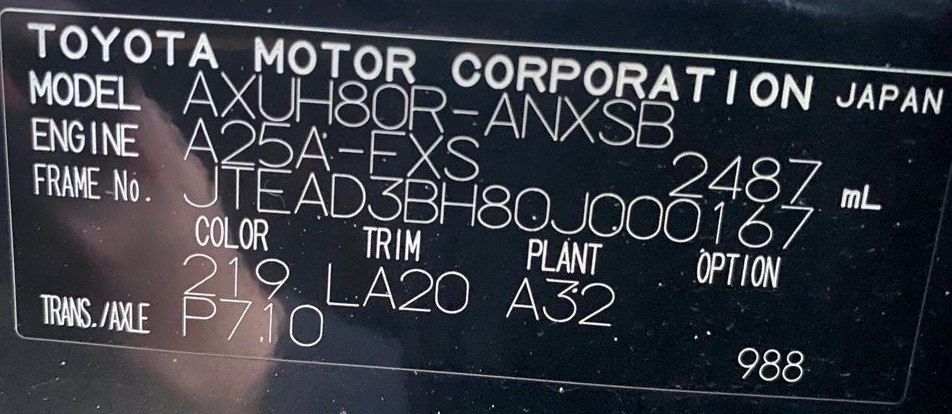 TOYOTA MOTOR CORPORATION JAPAN
MODEL AXUH80R-ANXSB
ENGINE A25A-FXS 2487 mL
FRAME No. JTEAD3BH80J000167
COLOR TRIM PLANT OPTION
219 LA20 A32
TRANS./AXLE P710
988